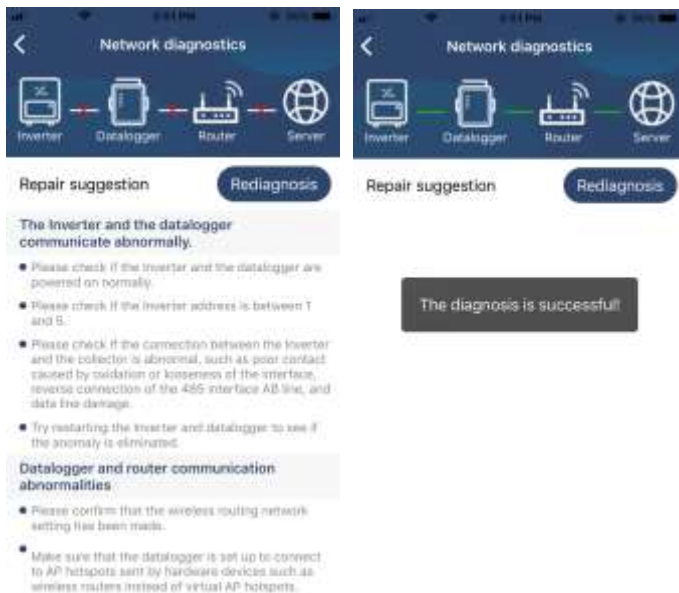 Network diagnostics
Inverter
Datalogger
Router
Server
Repair suggestion
Rediagnosis
The Inverter and the datalogger
communicate abnormally.
Please check if the Inverter and the datalogger are
powered on normally.
Please check if the Inverter address is between 1
and 5.
Please check if the connection between the Inverter
and the collector is abnormal, such as poor contact
caused by oxidation or looseness of the interface,
reverse connection of the 485 interface AB line, and
data line damage.
Try restarting the Inverter and datalogger to see if
the anomaly is eliminated.
Datalogger and router communication
abnormalities
Please confirm that the wireless routing network
setting has been made.
Make sure that the datalogger is set up to connect
to AP hotspots sent by hardware devices such as
wireless routers instead of virtual AP hotspots.
Network diagnostics
Inverter
Datalogger
Router
Server
Repair suggestion
Rediagnosis
The diagnosis is successful!